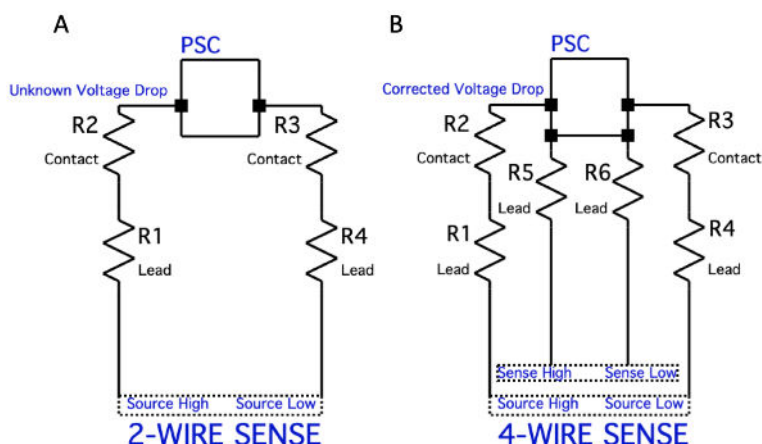 A
PSC
Unknown Voltage Drop
R2
R3
Contact
Contact
R1
R4
Lead
Lead
Source High
Source Low
2-WIRE SENSE
B
PSC
Corrected Voltage Drop
R2
R3
Contact
Contact
R5
R6
Lead
Lead
R1
R4
Lead
Lead
Sense High
Sense Low
Source High
Source Low
4-WIRE SENSE